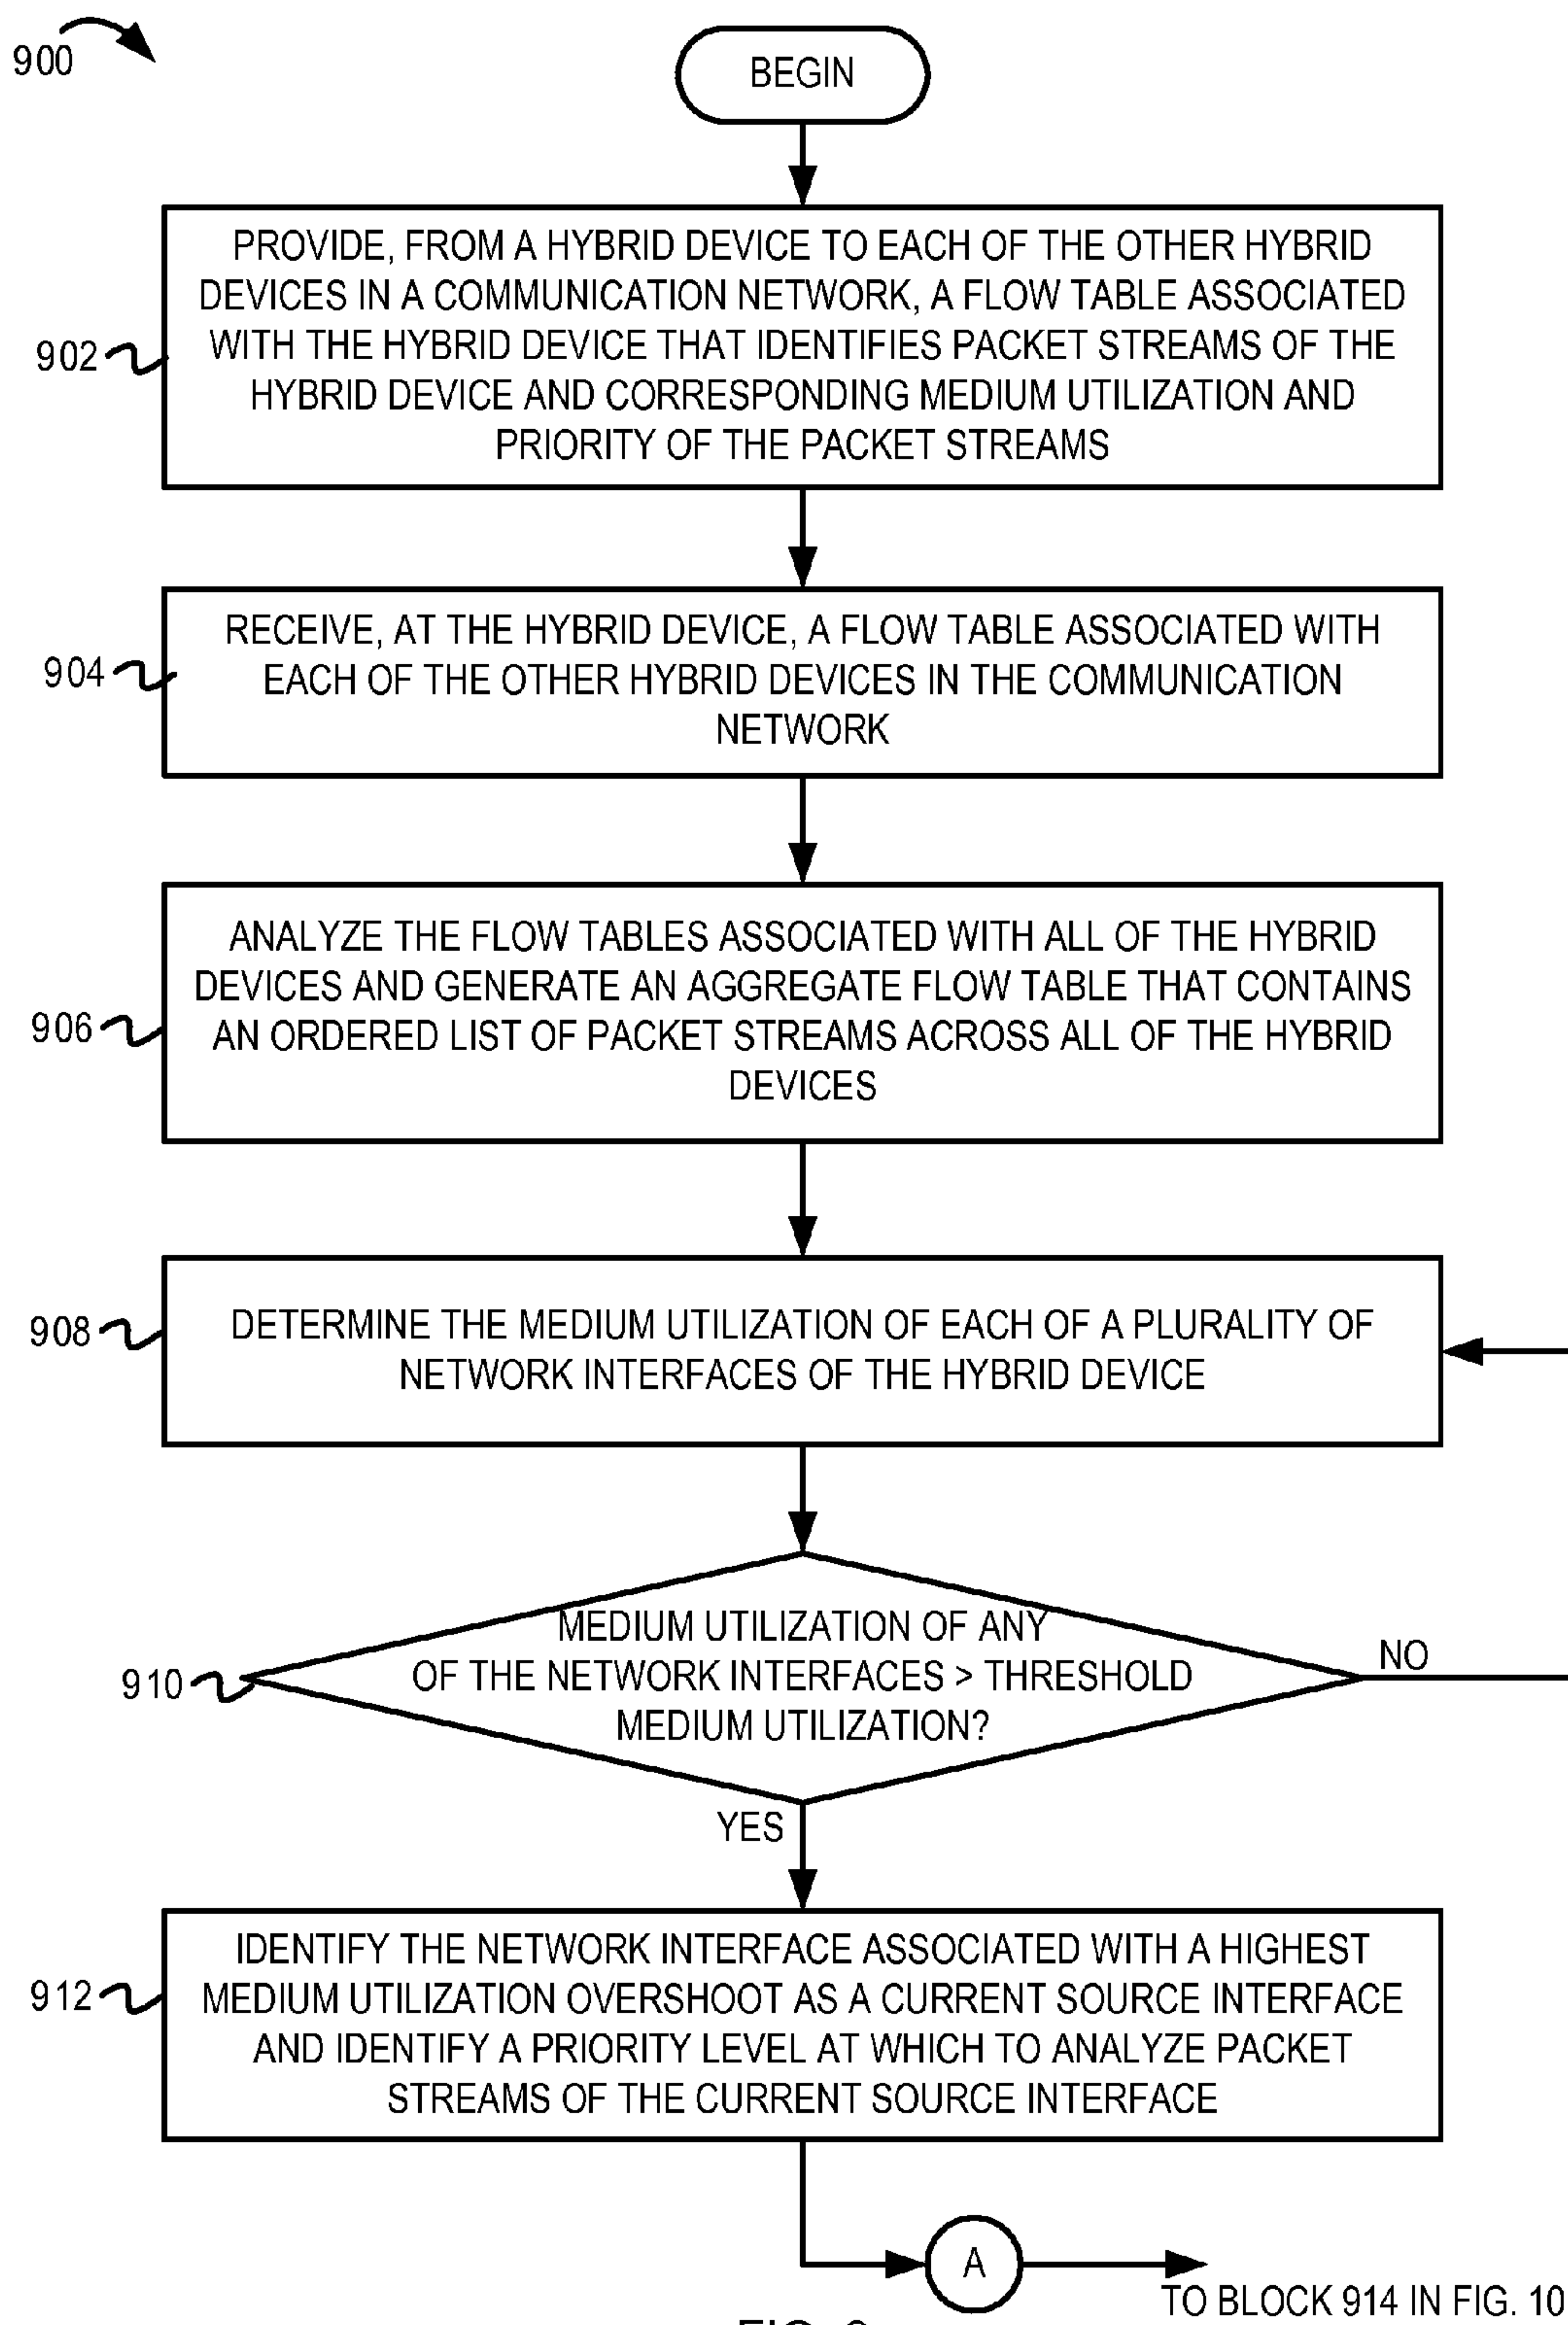 900
BEGIN
PROVIDE, FROM A HYBRID DEVICE TO EACH OF THE OTHER HYBRID
DEVICES IN A COMMUNICATION NETWORK, A FLOW TABLE ASSOCIATED
WITH THE HYBRID DEVICE THAT IDENTIFIES PACKET STREAMS OF THE
HYBRID DEVICE AND CORRESPONDING MEDIUM UTILIZATION AND
PRIORITY OF THE PACKET STREAMS
902
RECEIVE, AT THE HYBRID DEVICE, A FLOW TABLE ASSOCIATED WITH
EACH OF THE OTHER HYBRID DEVICES IN THE COMMUNICATION
NETWORK
904
ANALYZE THE FLOW TABLES ASSOCIATED WITH ALL OF THE HYBRID
DEVICES AND GENERATE AN AGGREGATE FLOW TABLE THAT CONTAINS
AN ORDERED LIST OF PACKET STREAMS ACROSS ALL OF THE HYBRID
DEVICES
906
DETERMINE THE MEDIUM UTILIZATION OF EACH OF A PLURALITY OF
NETWORK INTERFACES OF THE HYBRID DEVICE
908
MEDIUM UTILIZATION OF ANY
OF THE NETWORK INTERFACES > THRESHOLD
MEDIUM UTILIZATION?
910
NO
YES
IDENTIFY THE NETWORK INTERFACE ASSOCIATED WITH A HIGHEST
MEDIUM UTILIZATION OVERSHOOT AS A CURRENT SOURCE INTERFACE
AND IDENTIFY A PRIORITY LEVEL AT WHICH TO ANALYZE PACKET
STREAMS OF THE CURRENT SOURCE INTERFACE
912
A
TO BLOCK 914 IN FIG. 10